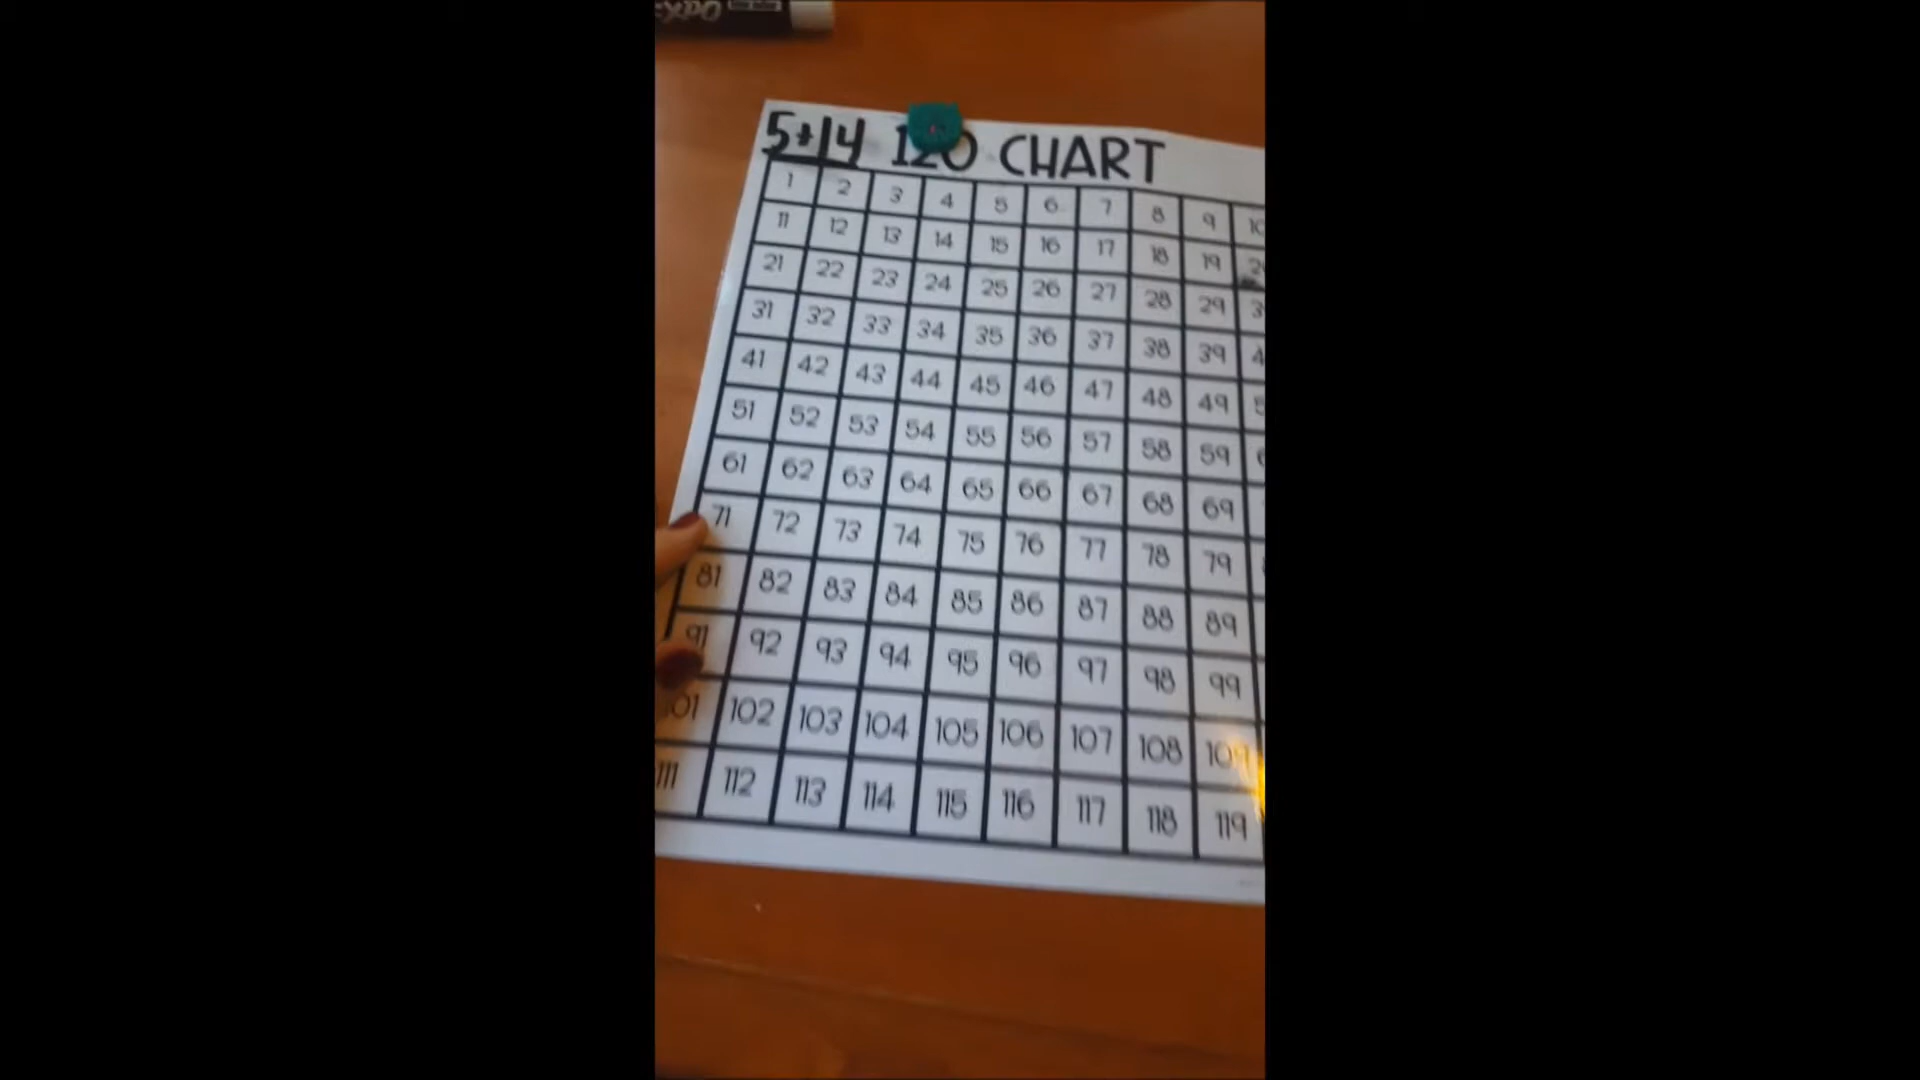 5+14 120 CHART
1 2 3 4 5 6 7 8 9 10
11 12 13 14 15 16 17 18 19
21 22 23 24 25 26 27 28 29
31 32 33 34 35 36 37 38 39
41 42 43 44 45 46 47 48 49
51 52 53 54 55 56 57 58 59
61 62 63 64 65 66 67 68 69
71 72 73 74 75 76 77 78 79
81 82 83 84 85 86 87 88 89
91 92 93 94 95 96 97 98 99
101 102 103 104 105 106 107 108 109
111 112 113 114 115 116 117 118 119